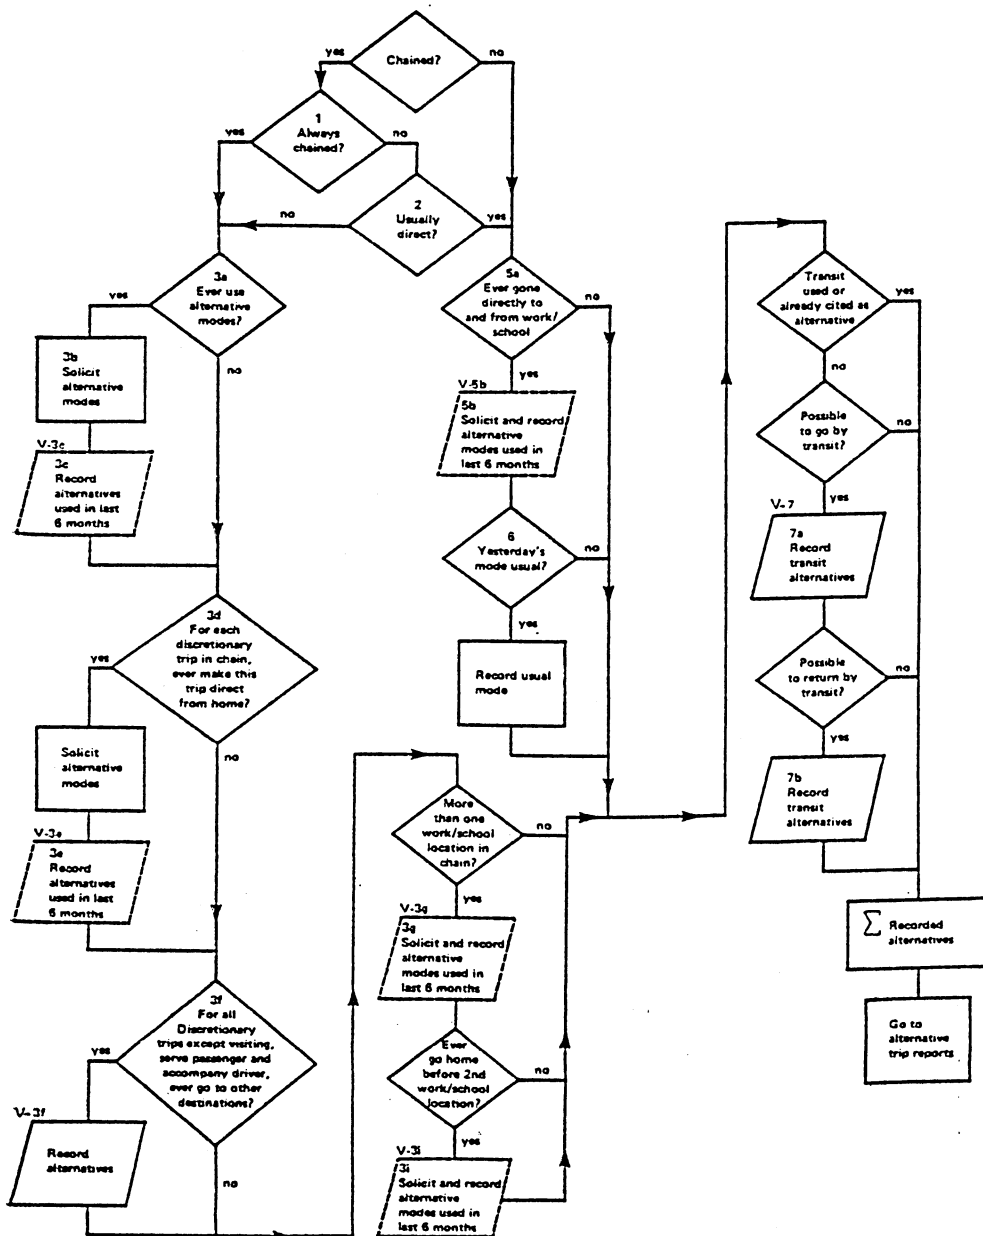 Chained?
yes
no
1
Always
chained?
yes
no
2
Usually
direct?
no
yes
3a
Ever use
alternative
modes?
yes
no
3b
Solicit
alternative
modes
V-3c
3c
Record
alternatives
used in last
6 months
3d
For each
discretionary
trip in chain,
ever make this
trip direct
from home?
yes
no
Solicit
alternative
modes
V-3e
3e
Record
alternatives
used in last
6 months
3f
For all
Discretionary
trips except visiting,
serve passenger and
accompany driver,
ever go to other
destinations?
yes
no
V-3f
Record
alternatives
5a
Ever gone
directly to
and from work/
school
no
yes
V-5b
5b
Solicit and record
alternative
modes used in
last 6 months
6
Yesterday's
mode usual?
no
yes
Record usual
mode
More
than one
work/school
location in
chain?
no
yes
V-3g
3g
Solicit and record
alternative
modes used in
last 6 months
Ever
go home
before 2nd
work/school
location?
no
yes
V-3i
3i
Solicit and record
alternative
modes used in
last 6 months
Transit
used or
already cited as
alternative
yes
no
Possible
to go by
transit?
no
yes
V-7
7a
Record
transit
alternatives
Possible
to return by
transit?
no
yes
7b
Record
transit
alternatives
∑ Recorded
alternatives
Go to
alternative
trip reports